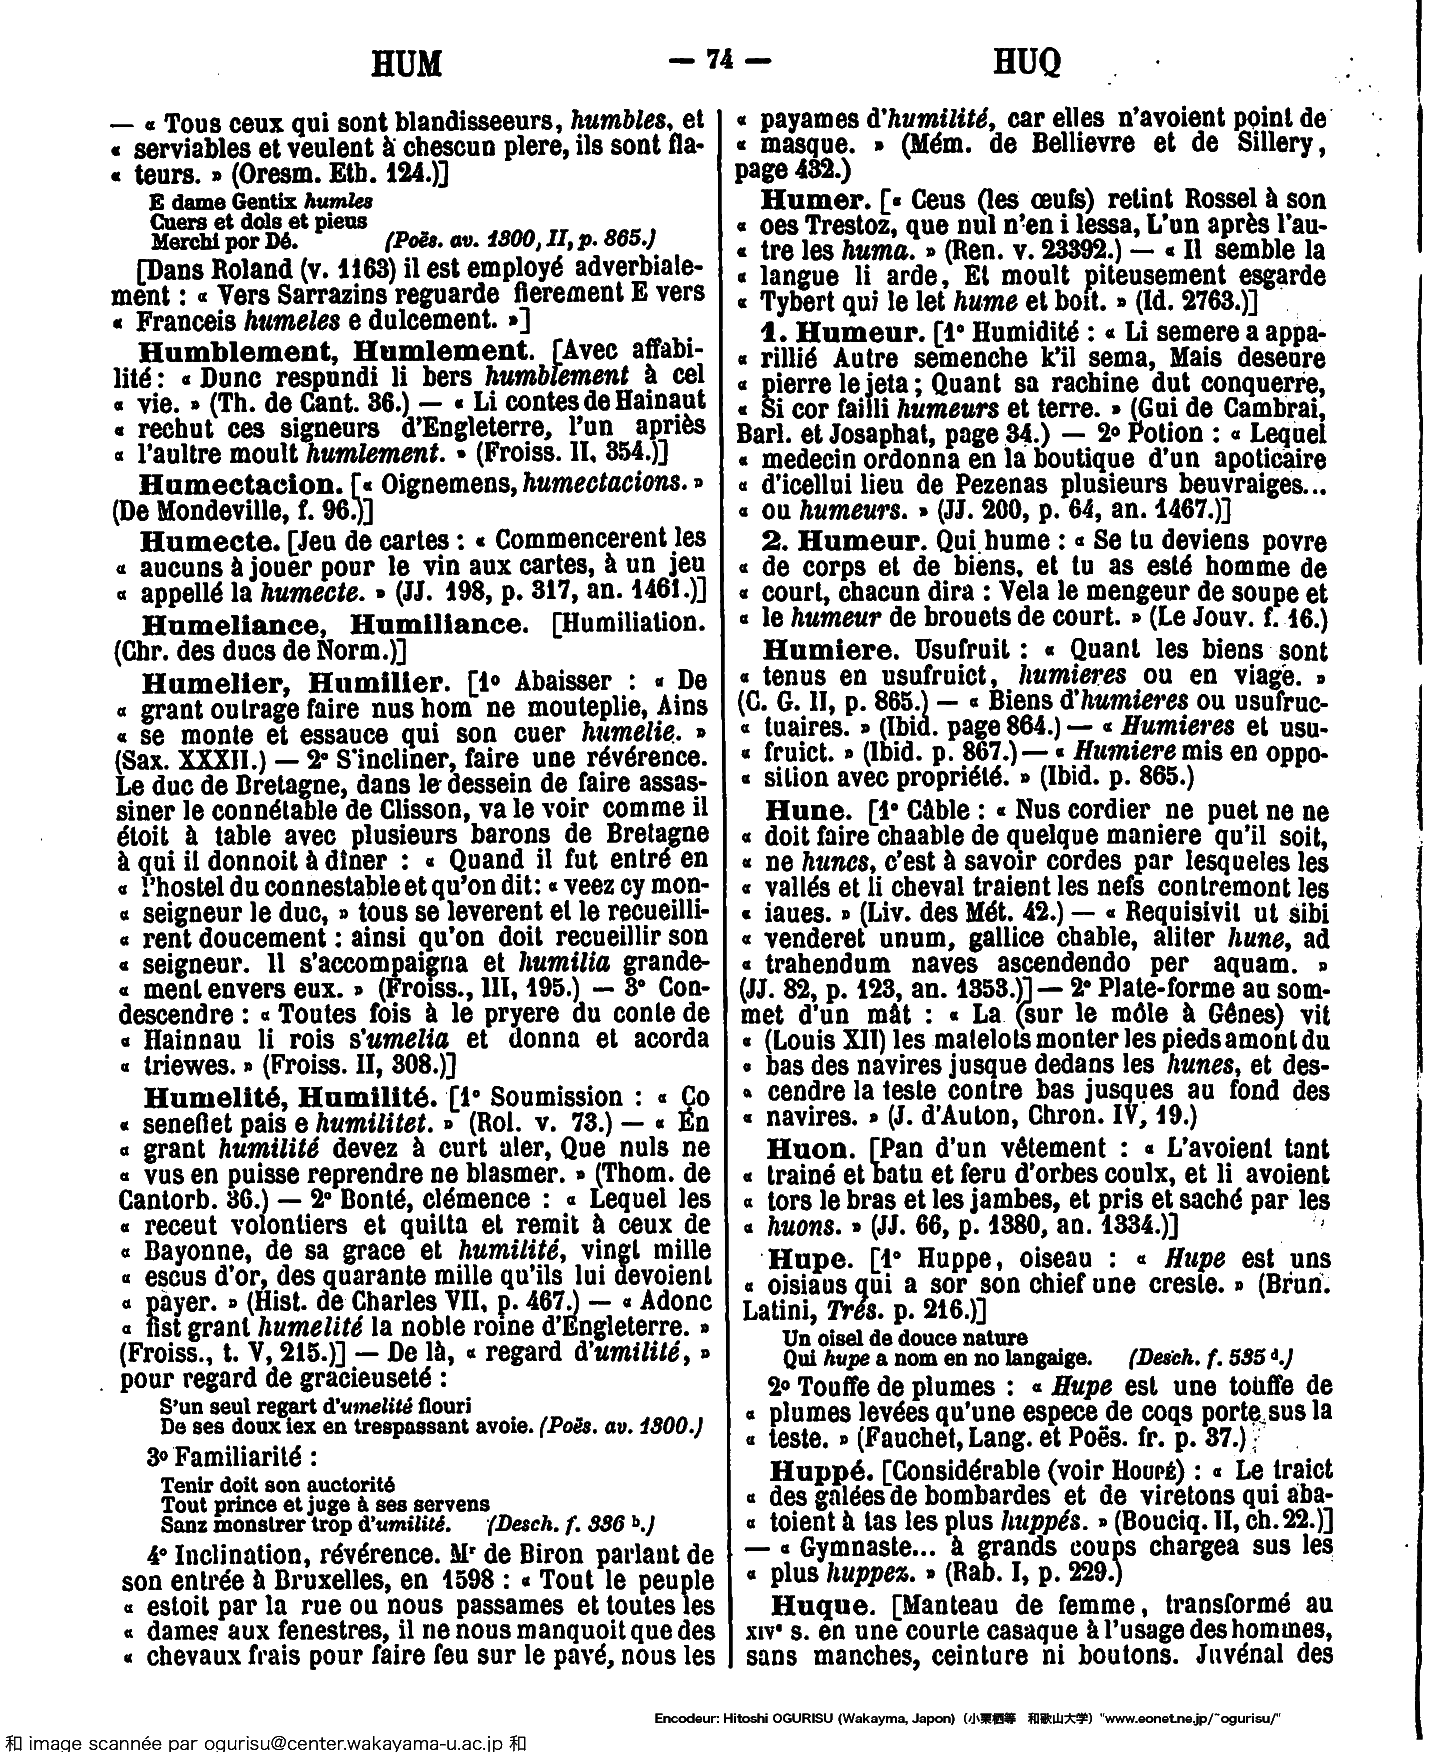 HUM — 74 — HUQ
— « Tous ceux qui sont blandisseurs, humbles, et
« serviables et veulent à chescun plere, ils sont fla-
« teurs. » (Oresm. Eth. 124.)]
E dame Gentix humles
Cuers et dols et pieus
Merchi por Dé. (Poës. av. 1300, II, p. 865.)
[Dans Roland (v. 1163) il est employé adverbiale-
ment : « Vers Sarrazins reguarde fierement E vers
« Franceis humeles e dulcement. »]
Humblement, Humlement. [Avec affabi-
lité : « Dunc respundi li bers humblement à cel
« vie. » (Th. de Cant. 36.) — « Li contes de Hainaut
« rechut ces signeurs d'Engleterre, l'un apriès
« l'aultre moult humlement. » (Froiss. II, 354.)]
Humectacion. [« Oignemens, humectacions. »
(De Mondeville, f. 96.)]
Humecte. [Jeu de cartes : « Commencerent les
« aucuns à jouer pour le vin aux cartes, à un jeu
« appellé la humecte. » (JJ. 198, p. 317, an. 1461.)]
Humeliance, Humiliance. [Humiliation.
(Chr. des ducs de Norm.)]
Humelier, Humilier. [1º Abaisser : « De
« grant outrage faire nus hom ne mouteplie, Ains
« se monte et essauce qui son cuer humelie. »
(Sax. XXXII.) — 2º S'incliner, faire une révérence.
Le duc de Bretagne, dans le dessein de faire assas-
siner le connétable de Clisson, va le voir comme il
étoit à table avec plusieurs barons de Bretagne
à qui il donnoit à dîner : « Quand il fut entré en
« l'hostel du connestable et qu'on dit : « veez cy mon-
« seigneur le duc, » tous se leverent et le recueilli-
« rent doucement : ainsi qu'on doit recueillir son
« seigneur. Il s'accompaigna et humilia grande-
« ment envers eux. » (Froiss., III, 195.) — 3º Con-
descendre : « Toutes fois à le pryere du conte de
« Hainnau li rois s'umelia et donna et acorda
« triewes. » (Froiss. II, 308.)]
Humelité, Humilité. [1º Soumission : « Ço
« senefiet pais e humilitet. » (Rol. v. 73.) — « En
« grant humilité devez à curt aler, Que nuls ne
« vus en puisse reprendre ne blasmer. » (Thom. de
Cantorb. 36.) — 2º Bonté, clémence : « Lequel les
« receut volontiers et quitta et remit à ceux de
« Bayonne, de sa grace et humilité, vingt mille
« escus d'or, des quarante mille qu'ils lui devoient
« payer. » (Hist. de Charles VII, p. 467.) — « Adonc
« fist grant humelité la noble roine d'Engleterre. »
(Froiss., t. V, 215.)] — De là, « regard d'umilité, »
pour regard de gracieuseté :
S'un seul regart d'umelité flouri
De ses doux iex en trespassant avoie. (Poës. av. 1300.)
3º Familiarité :
Tenir doit son auctorité
Tout prince et juge à ses servens
Sanz monstrer trop d'umilité. (Desch. f. 336 b.)
4º Inclination, révérence. Mr de Biron parlant de
son entrée à Bruxelles, en 1598 : « Tout le peuple
« estoit par la rue ou nous passames et toutes les
« dames aux fenestres, il ne nous manquoit que des
« chevaux frais pour faire feu sur le pavé, nous les
« payames d'humilité, car elles n'avoient point de
« masque. » (Mém. de Bellievre et de Sillery,
page 432.)
Humer. [« Ceus (les œufs) retint Rossel à son
« oes Trestoz, que nul n'en i lessa, L'un après l'au-
« tre les huma. » (Ren. v. 23392.) — « Il semble la
« langue li arde, Et moult piteusement esgarde
« Tybert qui le let hume et boit. » (Id. 2763.)]
1. Humeur. [1º Humidité : « Li semere a appa-
« rillié Autre semenche k'il sema, Mais deseure
« pierre le jeta ; Quant sa rachine dut conquerre,
« Si cor failli humeurs et terre. » (Gui de Cambrai,
Barl. et Josaphat, page 34.) — 2º Potion : « Lequel
« medecin ordonna en la boutique d'un apoticaire
« d'icellui lieu de Pezenas plusieurs beuvraiges...
« ou humeurs. » (JJ. 200, p. 64, an. 1467.)]
2. Humeur. Qui hume : « Se tu deviens povre
« de corps et de biens, et tu as esté homme de
« court, chacun dira : Vela le mengeur de soupe et
« le humeur de brouets de court. » (Le Jouv. f. 16.)
Humiere. Usufruit : « Quant les biens sont
« tenus en usufruict, humieres ou en viage. »
(C. G. II, p. 865.) — « Biens d'humieres ou usufruc-
« tuaires. » (Ibid. page 864.) — « Humieres et usu-
« fruict. » (Ibid. p. 867.) — « Humiere mis en oppo-
« sition avec propriété. » (Ibid. p. 865.)
Hune. [1º Câble : « Nus cordier ne puet ne ne
« doit faire chaable de quelque maniere qu'il soit,
« ne hunes, c'est à savoir cordes par lesqueles les
« vallés et li cheval traient les nefs contremont les
« iaues. » (Liv. des Mét. 42.) — « Requisivit ut sibi
« venderet unum, gallice chable, aliter hune, ad
« trahendum naves ascendendo per aquam. »
(JJ. 82, p. 123, an. 1353.)] — 2º Plate-forme au som-
met d'un mât : « La (sur le môle à Gênes) vit
« (Louis XII) les matelots monter les pieds amont du
« bas des navires jusque dedans les hunes, et des-
« cendre la teste contre bas jusques au fond des
« navires. » (J. d'Auton, Chron. IV, 19.)
Huon. [Pan d'un vêtement : « L'avoient tant
« trainé et batu et feru d'orbes coulx, et li avoient
« tors le bras et les jambes, et pris et saché par les
« huons. » (JJ. 66, p. 1380, an. 1334.)]
Hupe. [1º Huppe, oiseau : « Hupe est uns
« oisiaus qui a sor son chief une creste. » (Brun.
Latini, Trés. p. 216.)]
Un oisel de douce nature
Qui hupe a nom en no langaige. (Desch. f. 535 d.)
2º Touffe de plumes : « Hupe est une touffe de
« plumes levées qu'une espece de coqs porte sus la
« teste. » (Fauchet, Lang. et Poës. fr. p. 37.)
Huppé. [Considérable (voir HOUPÉ) : « Le traict
« des galées de bombardes et de viretons qui aba-
« toient à tas les plus huppés. » (Bouciq. II, ch. 22.)]
— « Gymnaste... à grands coups chargea sus les
« plus huppez. » (Rab. I, p. 229.)
Huque. [Manteau de femme, transformé au
XIVe s. en une courte casaque à l'usage des hommes,
sans manches, ceinture ni boutons. Juvénal des
Encodeur: Hitoshi OGURISU (Wakayma, Japon) (小栗栖等 和歌山大学) "www.eonet.ne.jp/~ogurisu/"
和 image scannée par ogurisu@center.wakayama-u.ac.jp 和